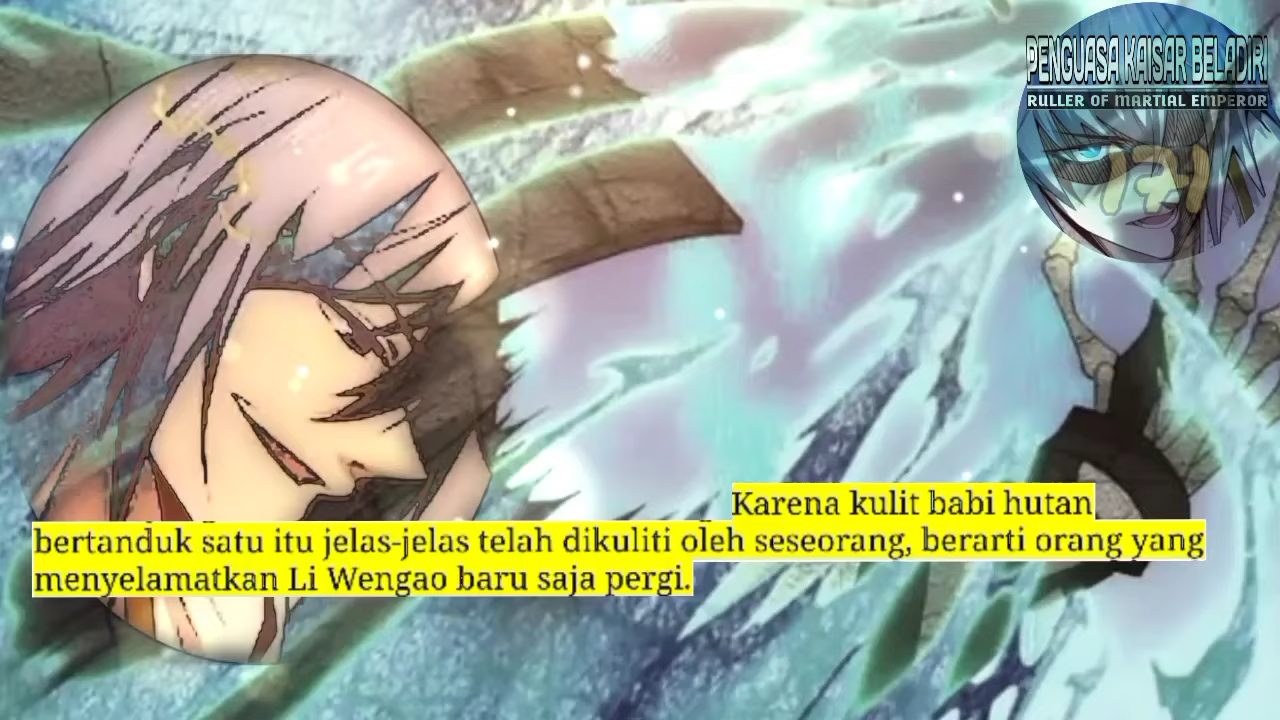 PENGUASA KAISAR BELADIRI
RULLER OF MARTIAL EMPEROR
Karena kulit babi hutan
bertanduk satu itu jelas-jelas telah dikuliti oleh seseorang, berarti orang yang
menyelamatkan Li Wengao baru saja pergi.